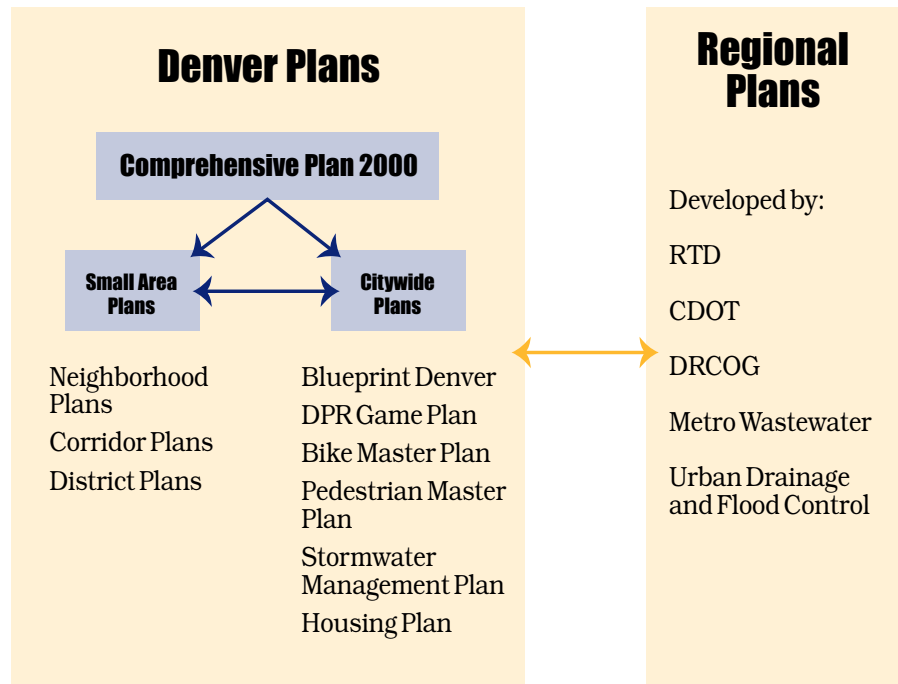 Denver Plans
Comprehensive Plan 2000
Small Area
Plans
Citywide
Plans
Neighborhood
Plans
Corridor Plans
District Plans
Blueprint Denver
DPR Game Plan
Bike Master Plan
Pedestrian Master
Plan
Stormwater
Management Plan
Housing Plan
Regional
Plans
Developed by:
RTD
CDOT
DRCOG
Metro Wastewater
Urban Drainage
and Flood Control